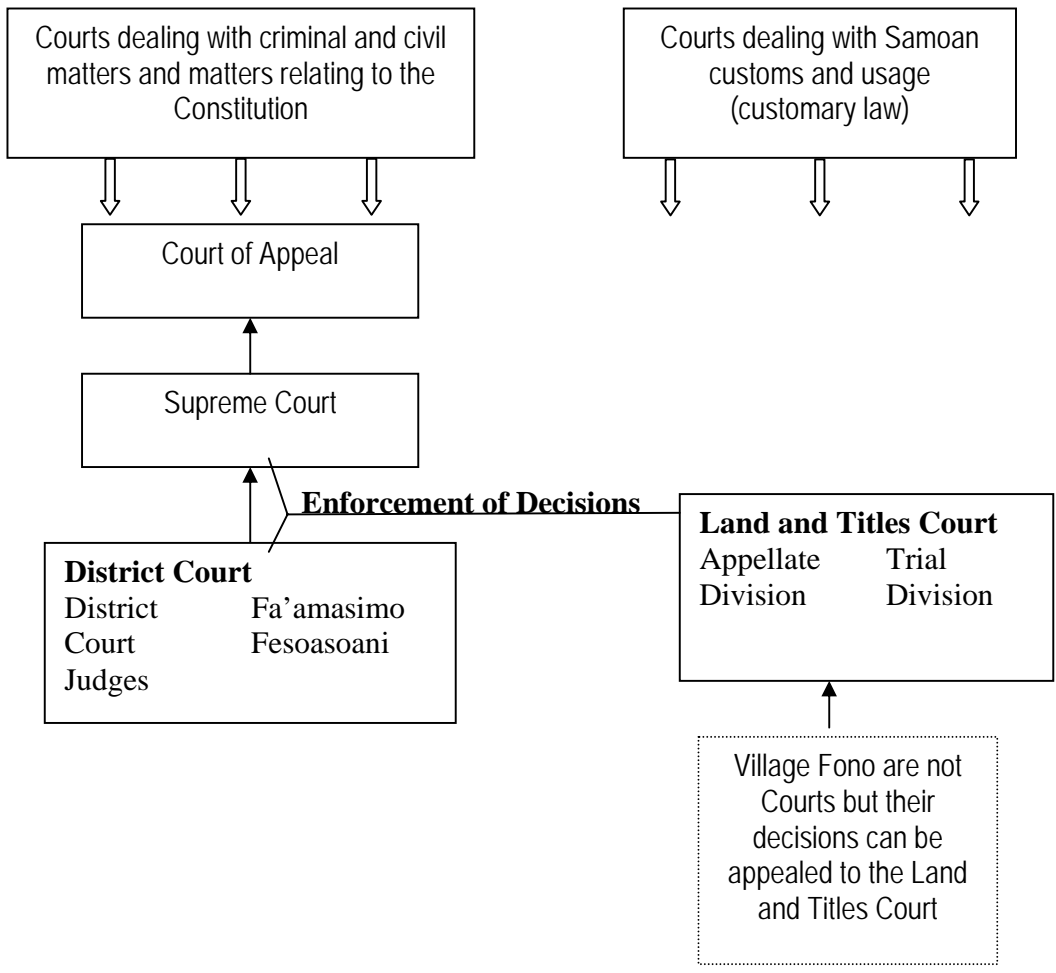 Courts dealing with criminal and civil
matters and matters relating to the
Constitution
Courts dealing with Samoan
customs and usage
(customary law)
Court of Appeal
Supreme Court
Enforcement of Decisions
District Court
District Fa’amasimo
Court Fesoasoani
Judges
Land and Titles Court
Appellate Trial
Division Division
Village Fono are not
Courts but their
decisions can be
appealed to the Land
and Titles Court